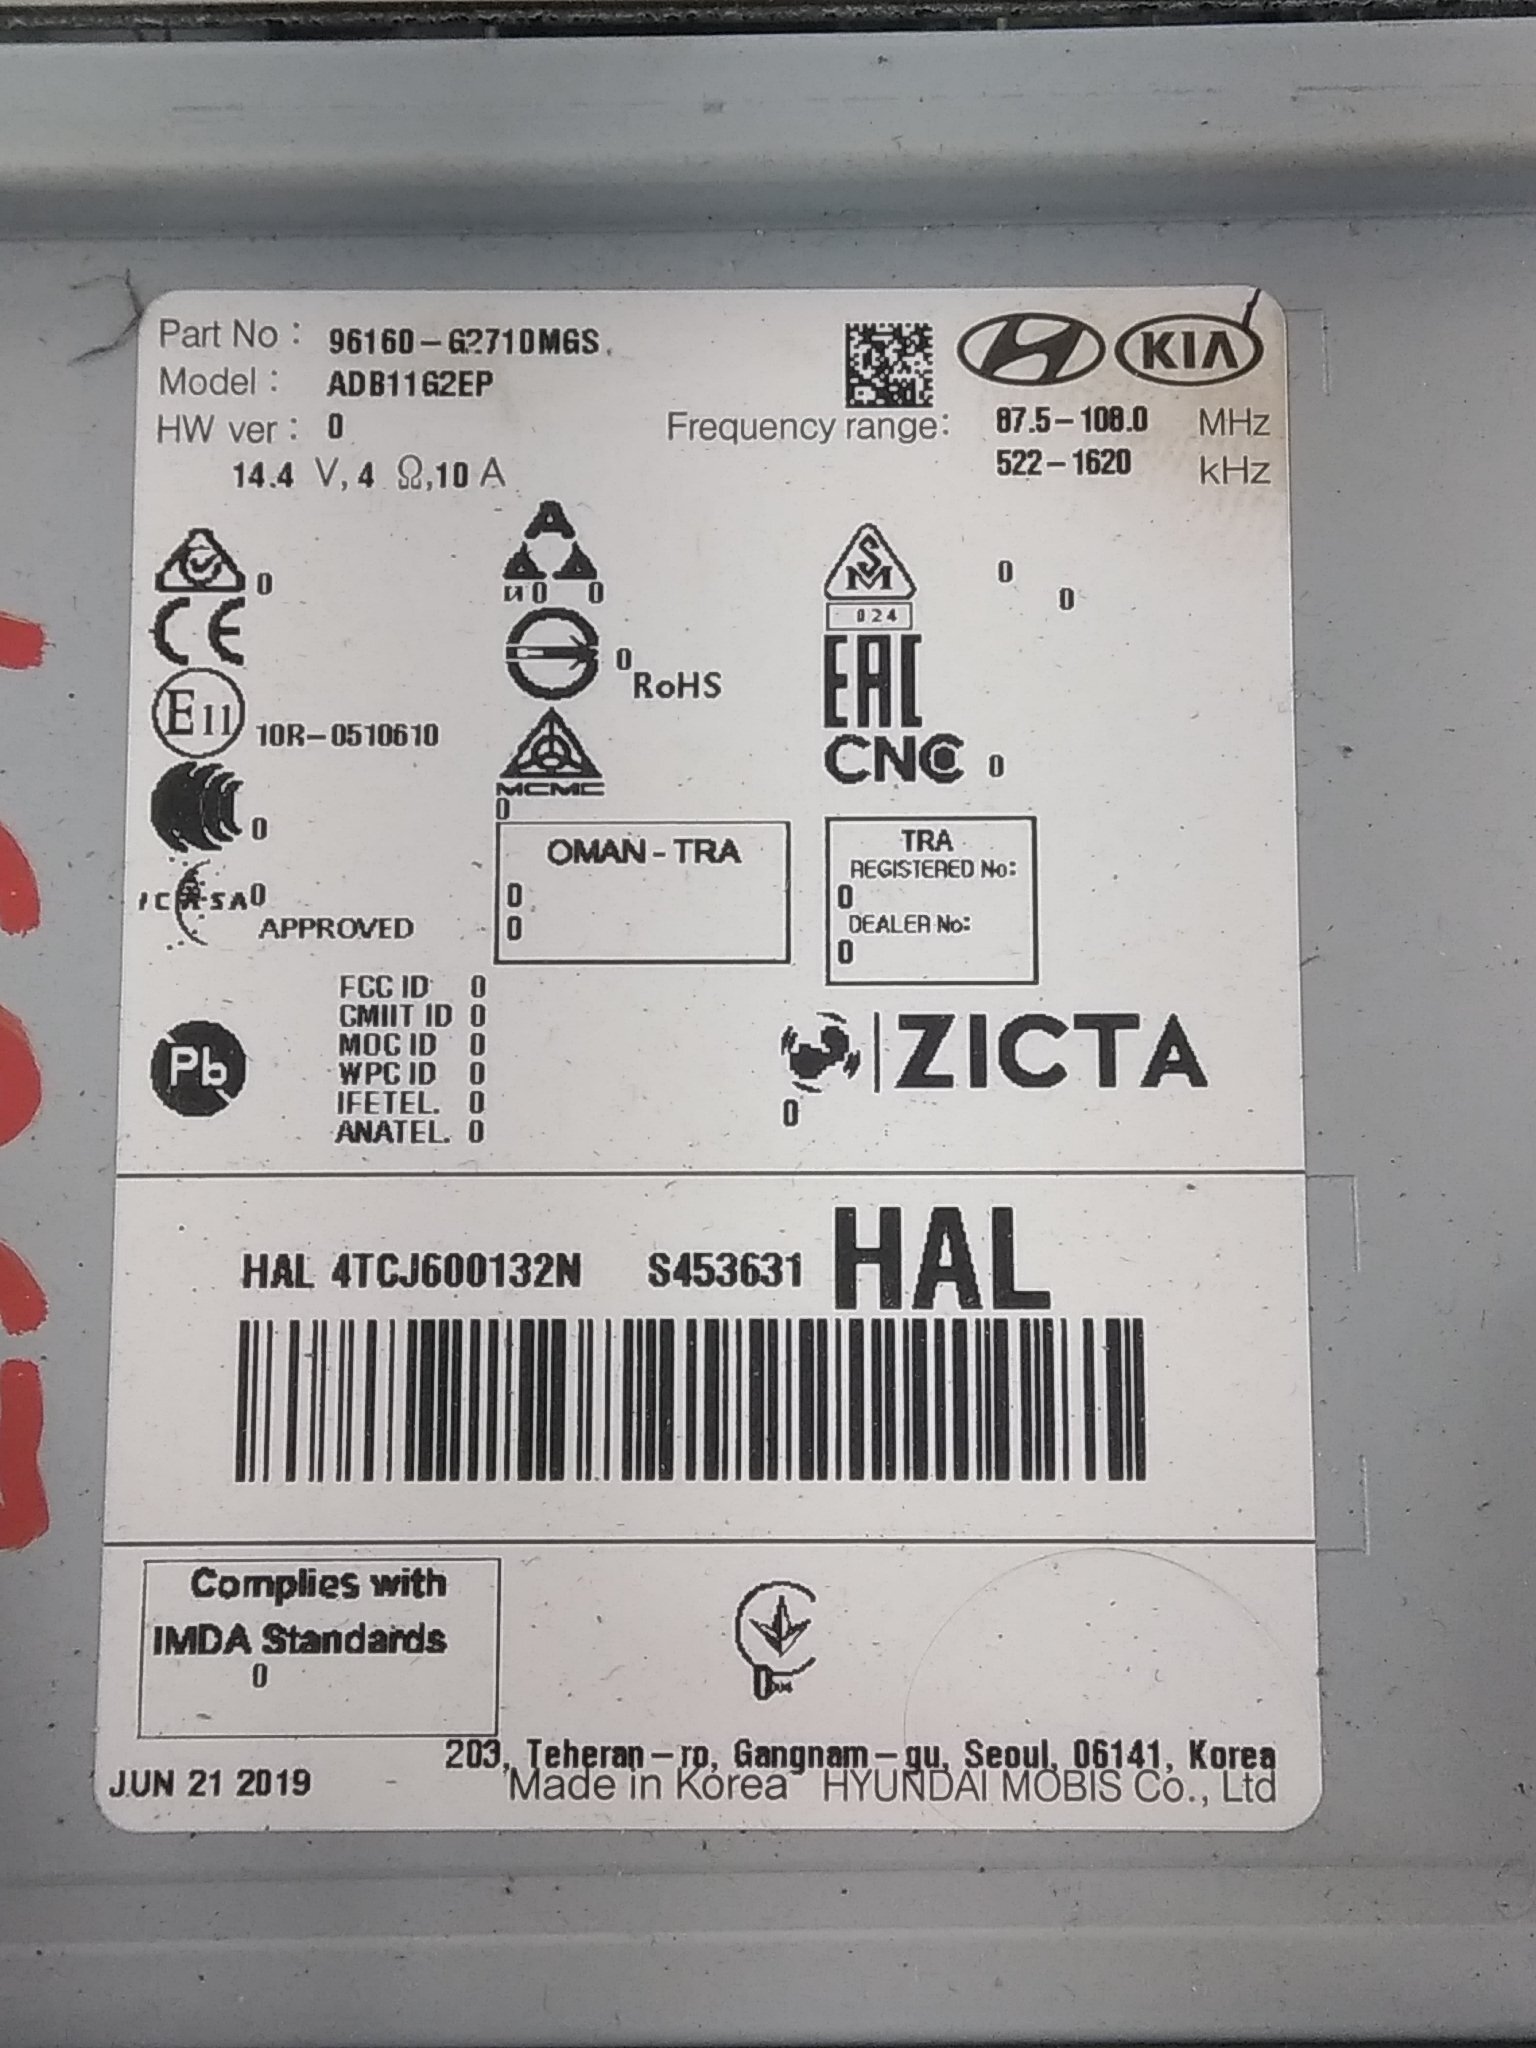 Part No : 96160-G2710MGS
KIA
Model : ADB11G2EP
HW ver : 0
Frequency range: 87.5-108.0 MHz
522-1620 kHz
14.4 V, 4 Ω, 10 A
0
CE
E11 10R-0510610
0
ICASA 0
APPROVED
A
0 0
0
RoHS
MCMC
0
SM
024
0
0
EAC
CNC 0
OMAN - TRA
0
0
TRA
REGISTERED No:
0
DEALER No:
0
Pb
FCC ID 0
CMIIT ID 0
MOC ID 0
WPC ID 0
IFETEL. 0
ANATEL. 0
ZICTA
0
HAL 4TCJ600132N S453631 HAL
Complies with
IMDA Standards
0
203, Teheran-ro, Gangnam-gu, Seoul, 06141, Korea
JUN 21 2019 - Made in Korea HYUNDAI MOBIS Co., Ltd